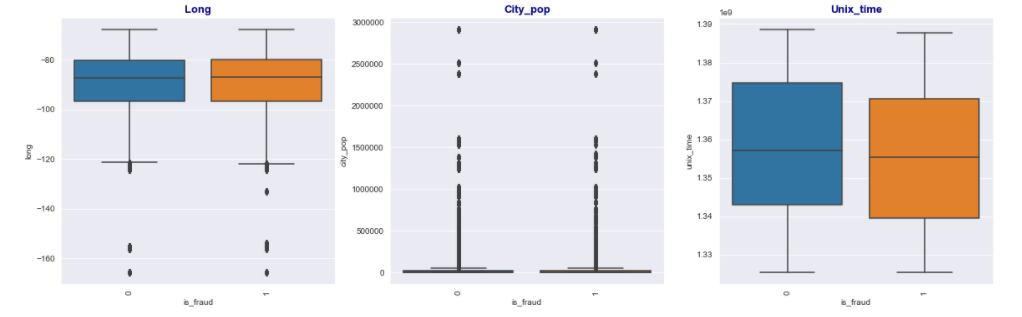 Long
−80
−100
−120
−140
−160
long
0
1
is_fraud
City_pop
3000000
2500000
2000000
1500000
1000000
500000
0
city_pop
0
1
is_fraud
Unix_time
1e9
1.39
1.38
1.37
1.36
1.35
1.34
1.33
unix_time
0
1
is_fraud